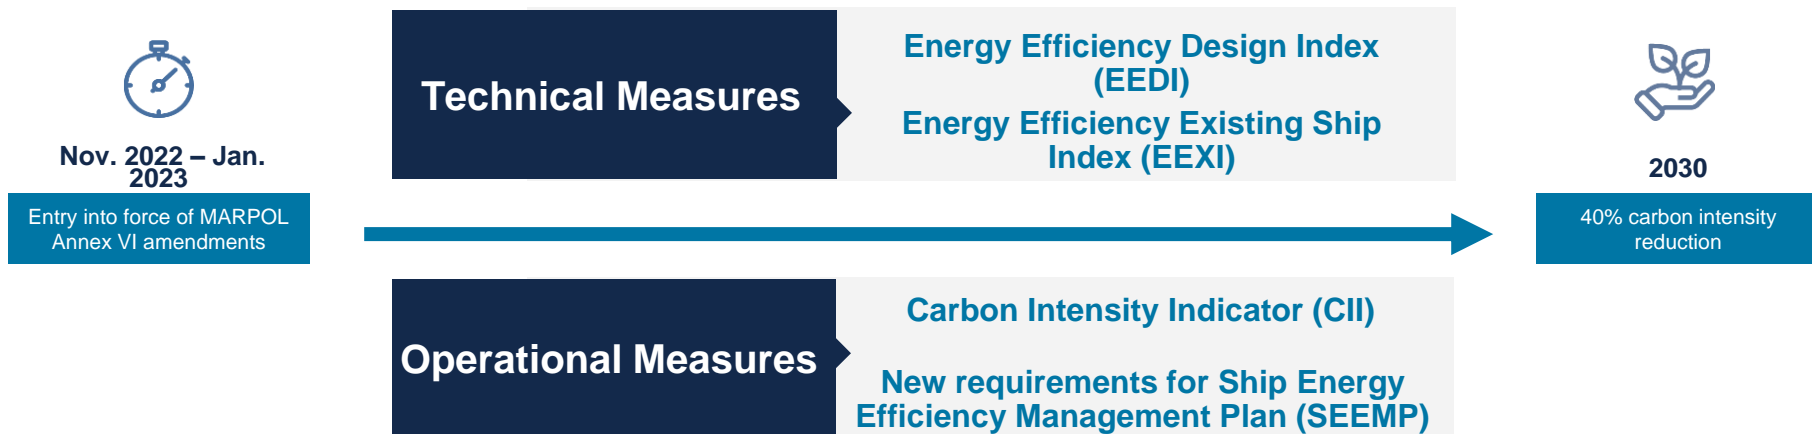 Nov. 2022 – Jan.
2023
Entry into force of MARPOL
Annex VI amendments
Technical Measures
Energy Efficiency Design Index
(EEDI)
Energy Efficiency Existing Ship
Index (EEXI)
Operational Measures
Carbon Intensity Indicator (CII)
New requirements for Ship Energy
Efficiency Management Plan (SEEMP)
2030
40% carbon intensity
reduction